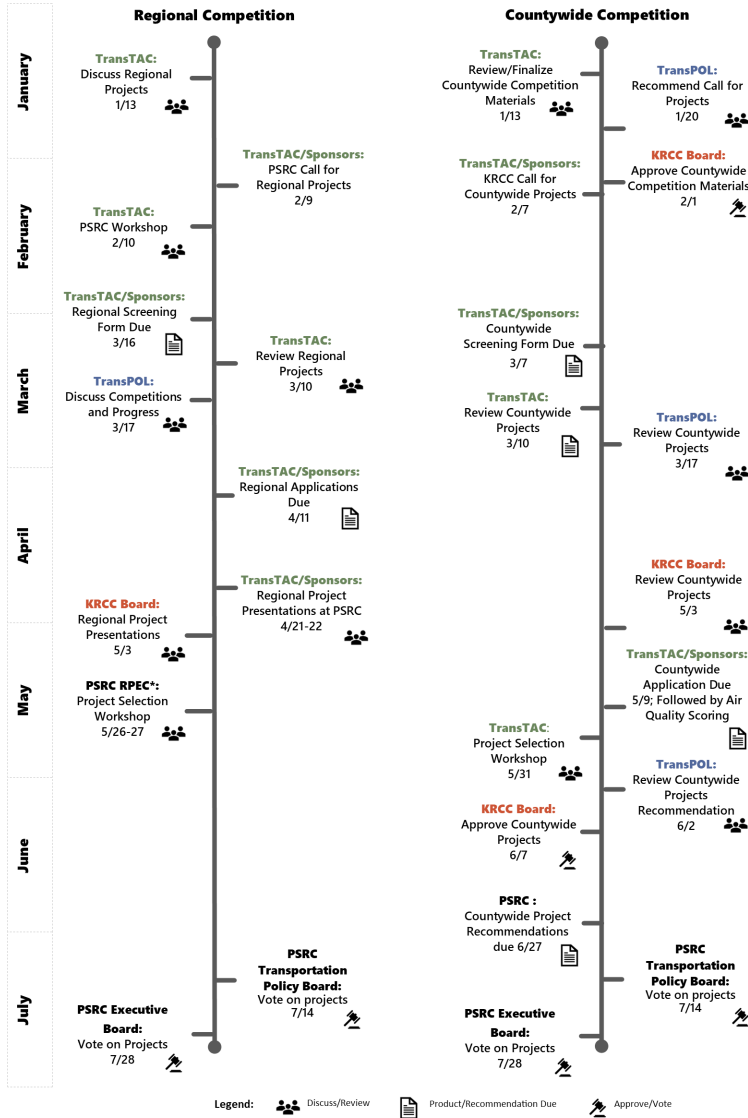 Regional Competition
Countywide Competition
January
February
March
April
May
June
July
TransTAC:
Discuss Regional
Projects
1/13
TransTAC/Sponsors:
PSRC Call for
Regional Projects
2/9
TransTAC:
PSRC Workshop
2/10
TransTAC/Sponsors:
Regional Screening
Form Due
3/16
TransTAC:
Review Regional
Projects
3/10
TransPOL:
Discuss Competitions
and Progress
3/17
TransTAC/Sponsors:
Regional Applications
Due
4/11
TransTAC/Sponsors:
Regional Project
Presentations at PSRC
4/21-22
KRCC Board:
Regional Project
Presentations
5/3
PSRC RPEC*:
Project Selection
Workshop
5/26-27
PSRC
Transportation
Policy Board:
Vote on projects
7/14
PSRC Executive
Board:
Vote on Projects
7/28
TransTAC:
Review/Finalize
Countywide Competition
Materials
1/13
TransPOL:
Recommend Call for
Projects
1/20
KRCC Board:
Approve Countywide
Competition Materials
2/1
TransTAC/Sponsors:
KRCC Call for
Countywide Projects
2/7
TransTAC/Sponsors:
Countywide
Screening Form Due
3/7
TransTAC:
Review Countywide
Projects
3/10
TransPOL:
Review Countywide
Projects
3/17
KRCC Board:
Review Countywide
Projects
5/3
TransTAC/Sponsors:
Countywide
Application Due
5/9; Followed by Air
Quality Scoring
TransTAC:
Project Selection
Workshop
5/31
TransPOL:
Review Countywide
Projects
Recommendation
6/2
KRCC Board:
Approve Countywide
Projects
6/7
PSRC :
Countywide Project
Recommendations
due 6/27
PSRC
Transportation
Policy Board:
Vote on projects
7/14
PSRC Executive
Board:
Vote on Projects
7/28
Legend:
Discuss/Review
Product/Recommendation Due
Approve/Vote